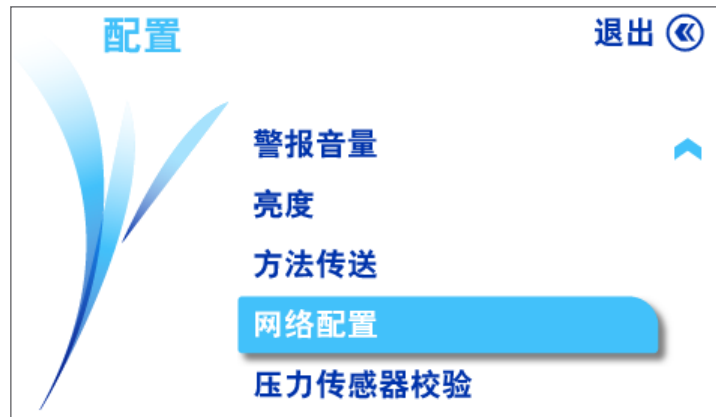 配置
退出
警报音量
亮度
方法传送
网络配置
压力传感器校验